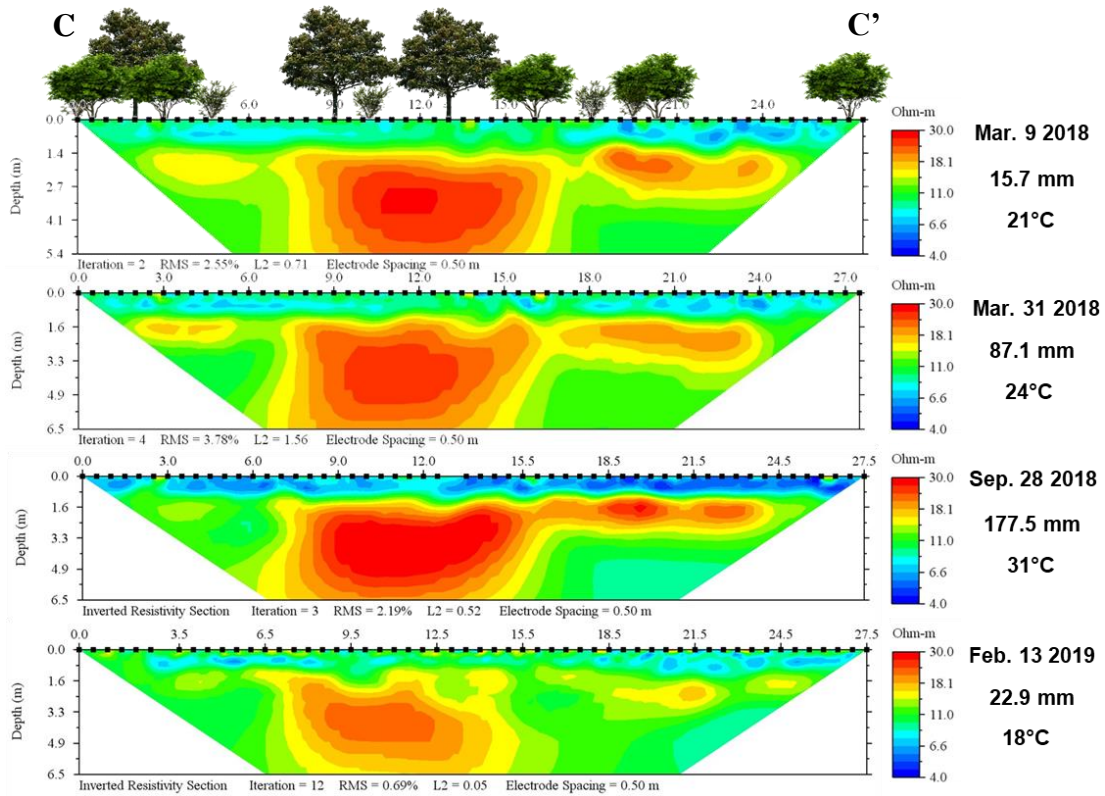 C C’
6.0 9.0 12.0 15.0 21.0 24.0
Ohm-m
0.0
1.4
2.7
4.1
5.4
Depth (m)
30.0
18.1
11.0
6.6
4.0
Mar. 9 2018
15.7 mm
21°C
Iteration = 2 RMS = 2.55% L2 = 0.71 Electrode Spacing = 0.50 m
0.0 3.0 6.0 9.0 12.0 15.0 18.0 21.0 24.0 27.0
Ohm-m
0.0
1.6
3.3
4.9
6.5
Depth (m)
30.0
18.1
11.0
6.6
4.0
Mar. 31 2018
87.1 mm
24°C
Iteration = 4 RMS = 3.78% L2 = 1.56 Electrode Spacing = 0.50 m
0.0 3.0 6.0 9.0 12.0 15.5 18.5 21.5 24.5 27.5
Ohm-m
0.0
1.6
3.3
4.9
6.5
Depth (m)
30.0
18.1
11.0
6.6
4.0
Sep. 28 2018
177.5 mm
31°C
Inverted Resistivity Section Iteration = 3 RMS = 2.19% L2 = 0.52 Electrode Spacing = 0.50 m
0.0 3.5 6.5 9.5 12.5 15.5 18.5 21.5 24.5 27.5
Ohm-m
0.0
1.6
3.3
4.9
6.5
Depth (m)
30.0
18.1
11.0
6.6
4.0
Feb. 13 2019
22.9 mm
18°C
Inverted Resistivity Section Iteration = 12 RMS = 0.69% L2 = 0.05 Electrode Spacing = 0.50 m